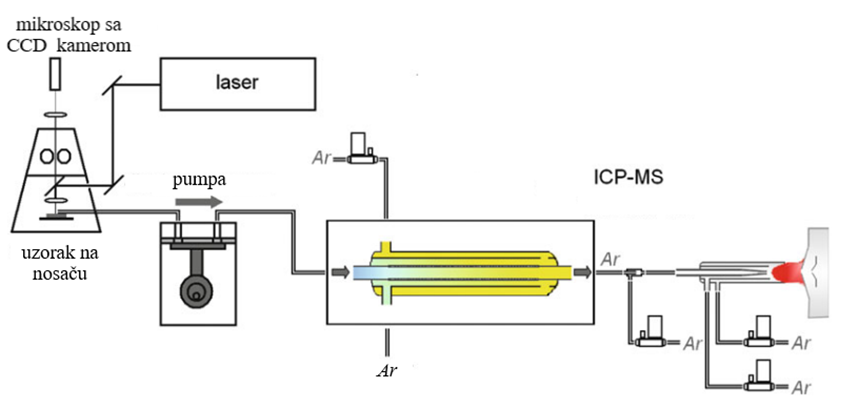 mikroskop sa
CCD kamerom
laser
Ar
ICP-MS
pumpa
uzorak na
nosaču
Ar
Ar
Ar
Ar
Ar